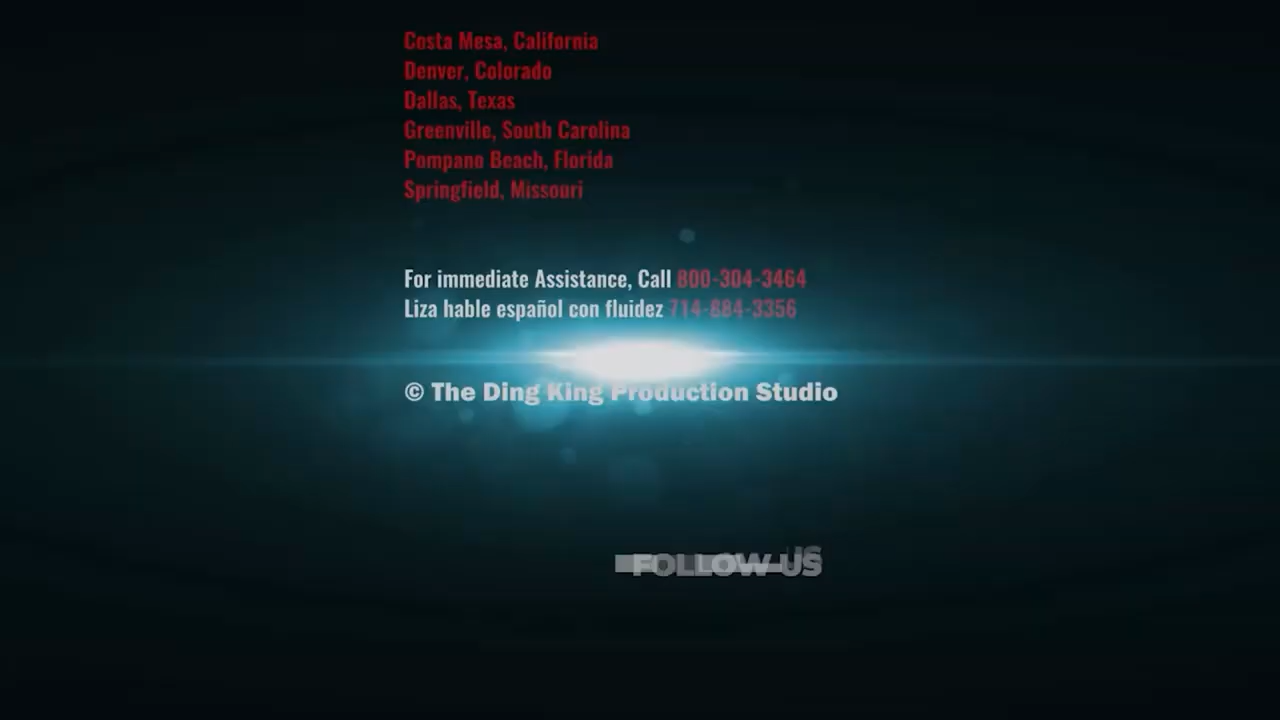 Costa Mesa, California
Denver, Colorado
Dallas, Texas
Greenville, South Carolina
Pompano Beach, Florida
Springfield, Missouri
For immediate Assistance, Call 800-304-3464
Liza hable español con fluidez 714-884-3356
© The Ding King Production Studio
FOLLOW US